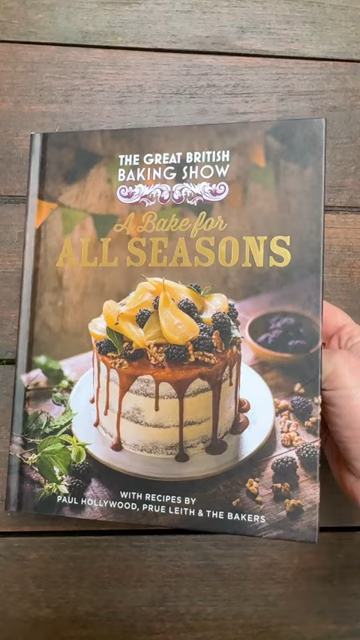 THE GREAT BRITISH
BAKING SHOW
A Bake for
ALL SEASONS
WITH RECIPES BY
PAUL HOLLYWOOD, PRUE LEITH & THE BAKERS